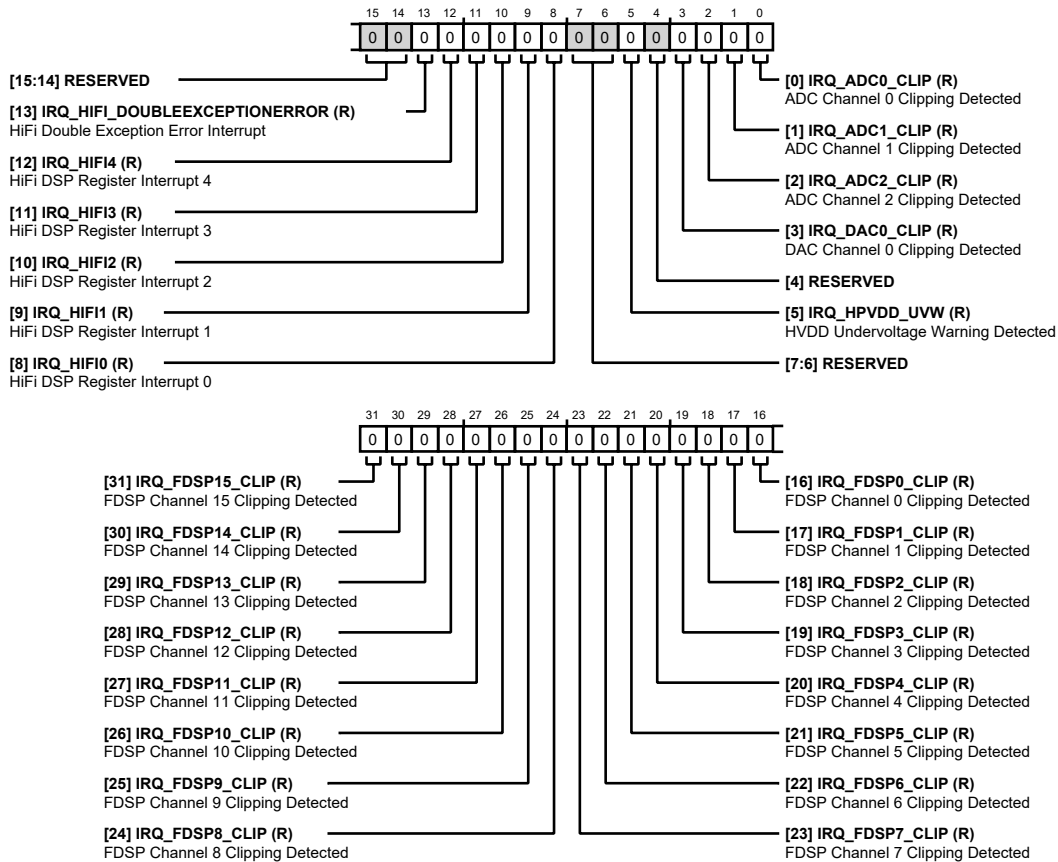 15 14 13 12 11 10 9 8 7 6 5 4 3 2 1 0
0 0 0 0 0 0 0 0 0 0 0 0 0 0 0 0
[15:14] RESERVED
[13] IRQ_HIFI_DOUBLEEXCEPTIONERROR (R)
HiFi Double Exception Error Interrupt
[12] IRQ_HIFI4 (R)
HiFi DSP Register Interrupt 4
[11] IRQ_HIFI3 (R)
HiFi DSP Register Interrupt 3
[10] IRQ_HIFI2 (R)
HiFi DSP Register Interrupt 2
[9] IRQ_HIFI1 (R)
HiFi DSP Register Interrupt 1
[8] IRQ_HIFI0 (R)
HiFi DSP Register Interrupt 0
[0] IRQ_ADC0_CLIP (R)
ADC Channel 0 Clipping Detected
[1] IRQ_ADC1_CLIP (R)
ADC Channel 1 Clipping Detected
[2] IRQ_ADC2_CLIP (R)
ADC Channel 2 Clipping Detected
[3] IRQ_DAC0_CLIP (R)
DAC Channel 0 Clipping Detected
[4] RESERVED
[5] IRQ_HPVDD_UVW (R)
HVDD Undervoltage Warning Detected
[7:6] RESERVED
31 30 29 28 27 26 25 24 23 22 21 20 19 18 17 16
0 0 0 0 0 0 0 0 0 0 0 0 0 0 0 0
[31] IRQ_FDSP15_CLIP (R)
FDSP Channel 15 Clipping Detected
[30] IRQ_FDSP14_CLIP (R)
FDSP Channel 14 Clipping Detected
[29] IRQ_FDSP13_CLIP (R)
FDSP Channel 13 Clipping Detected
[28] IRQ_FDSP12_CLIP (R)
FDSP Channel 12 Clipping Detected
[27] IRQ_FDSP11_CLIP (R)
FDSP Channel 11 Clipping Detected
[26] IRQ_FDSP10_CLIP (R)
FDSP Channel 10 Clipping Detected
[25] IRQ_FDSP9_CLIP (R)
FDSP Channel 9 Clipping Detected
[24] IRQ_FDSP8_CLIP (R)
FDSP Channel 8 Clipping Detected
[16] IRQ_FDSP0_CLIP (R)
FDSP Channel 0 Clipping Detected
[17] IRQ_FDSP1_CLIP (R)
FDSP Channel 1 Clipping Detected
[18] IRQ_FDSP2_CLIP (R)
FDSP Channel 2 Clipping Detected
[19] IRQ_FDSP3_CLIP (R)
FDSP Channel 3 Clipping Detected
[20] IRQ_FDSP4_CLIP (R)
FDSP Channel 4 Clipping Detected
[21] IRQ_FDSP5_CLIP (R)
FDSP Channel 5 Clipping Detected
[22] IRQ_FDSP6_CLIP (R)
FDSP Channel 6 Clipping Detected
[23] IRQ_FDSP7_CLIP (R)
FDSP Channel 7 Clipping Detected